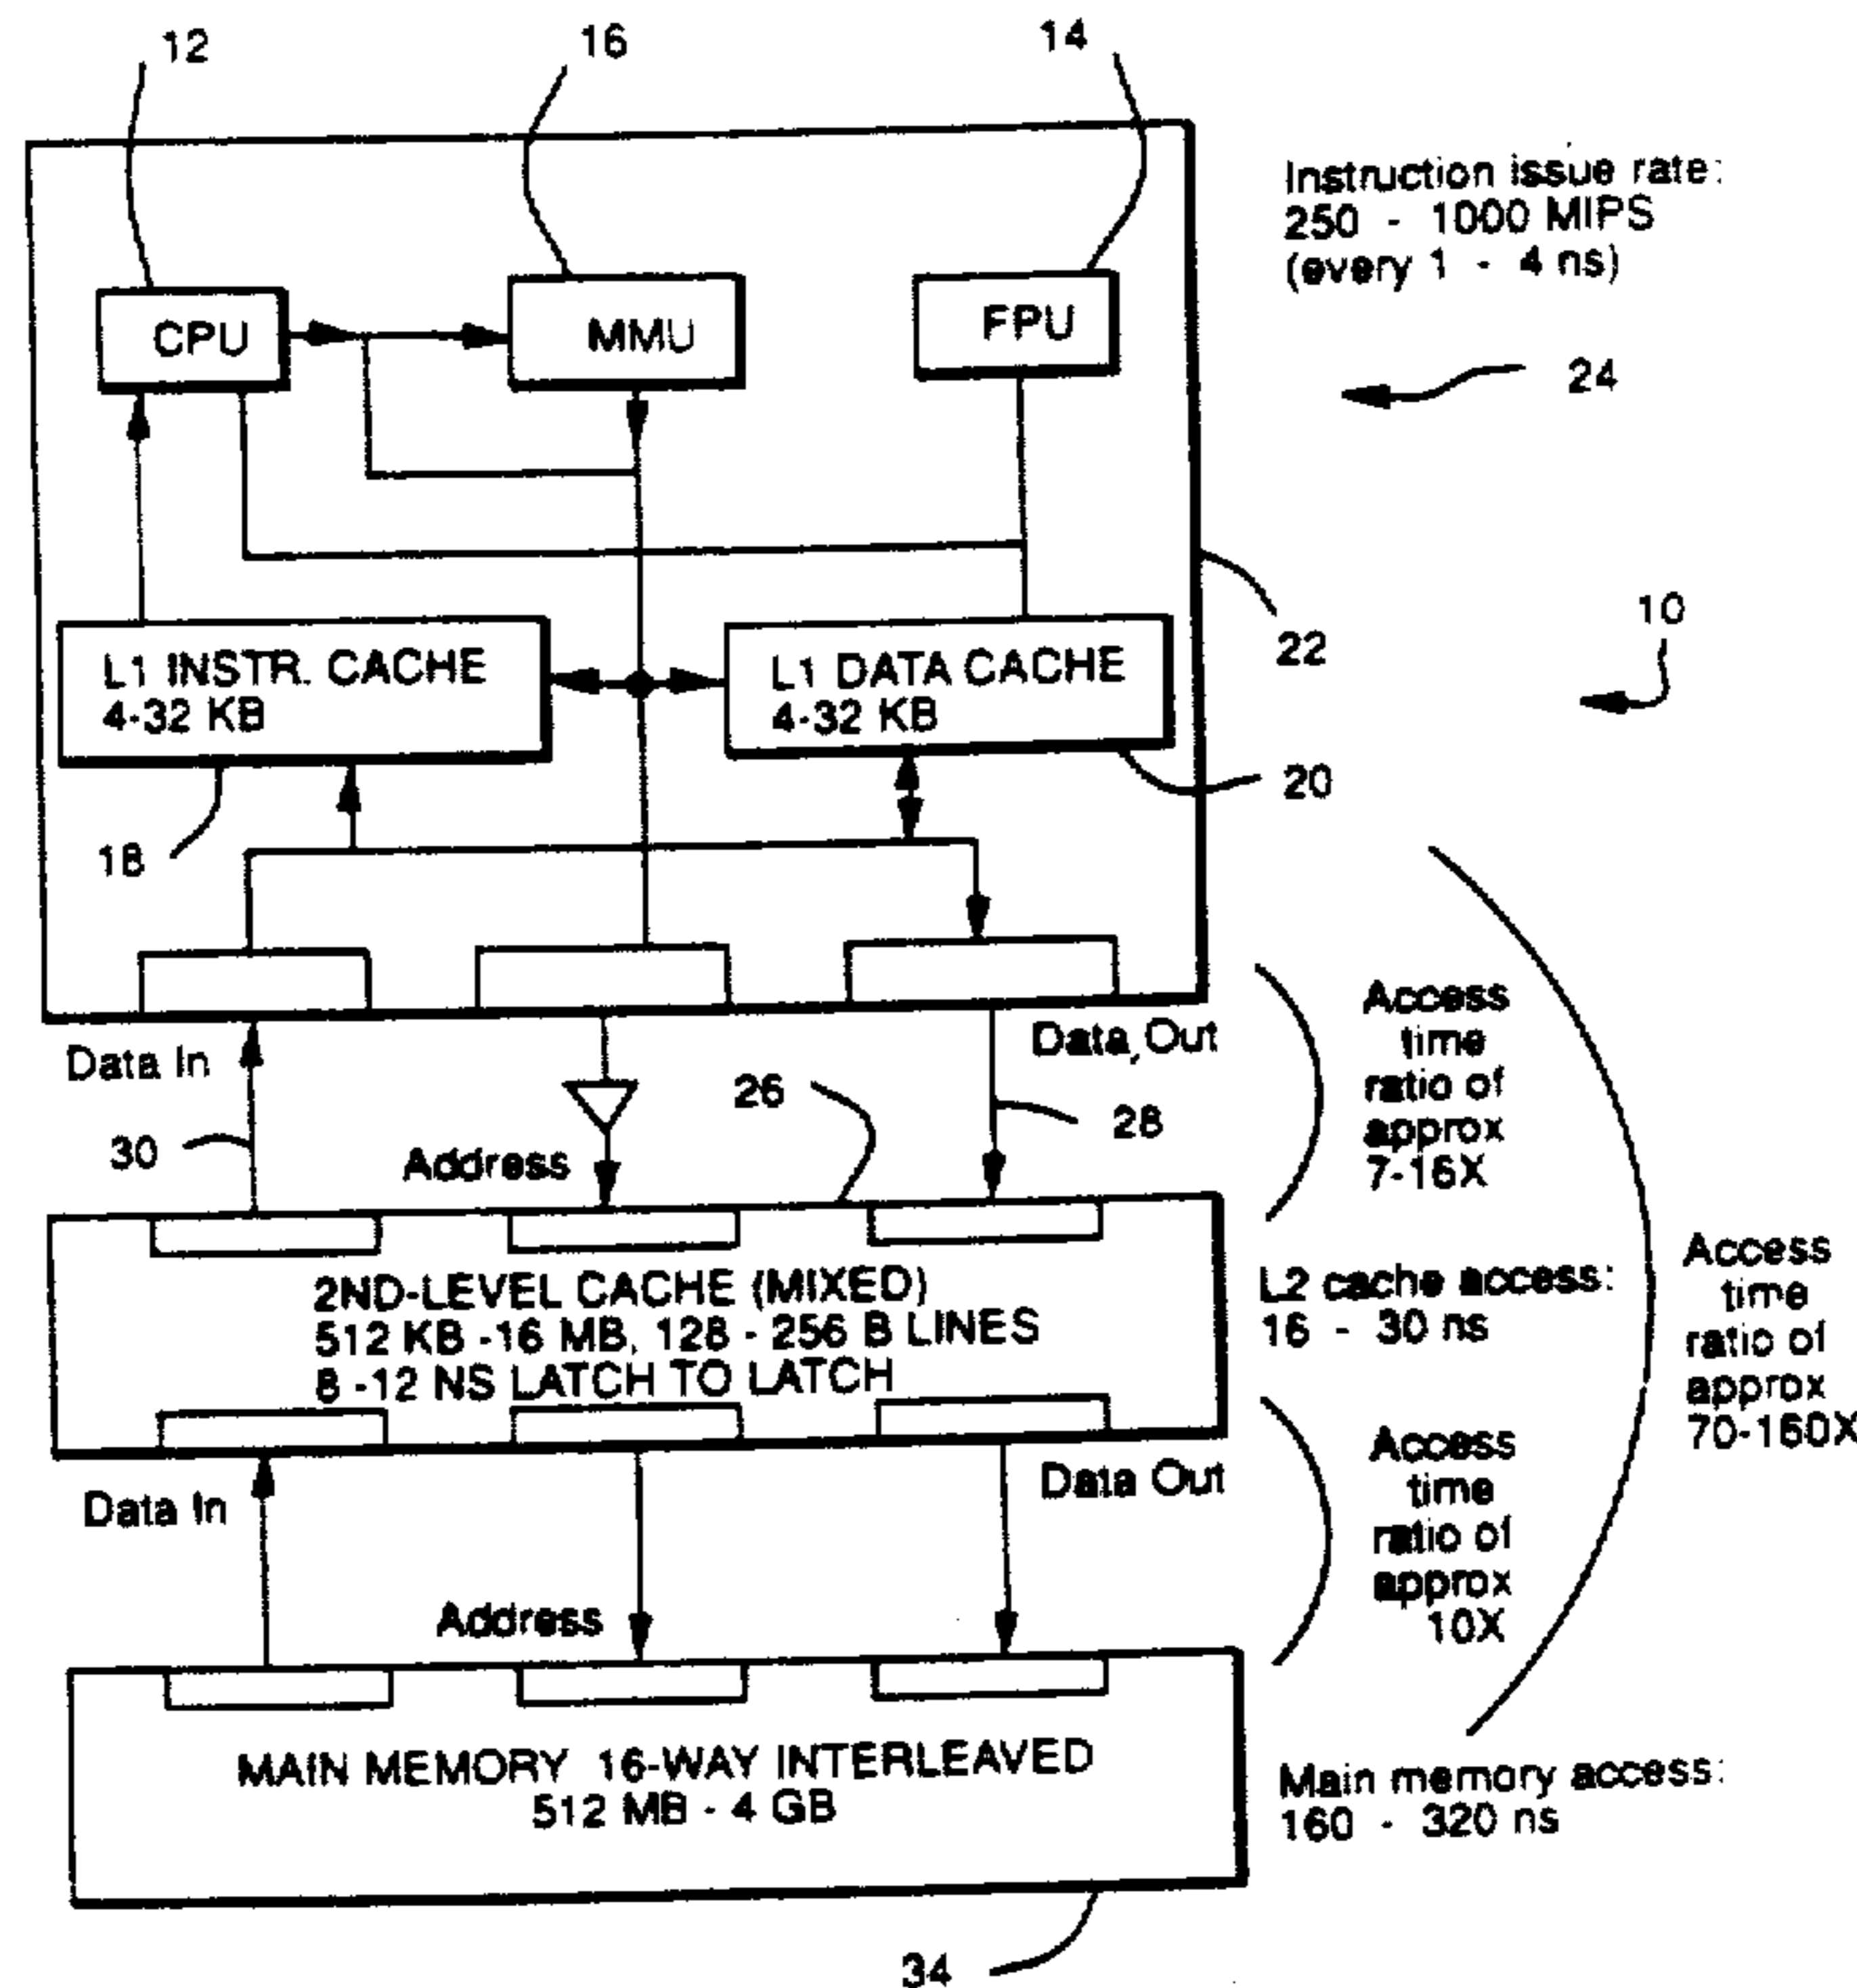 12
16
14
Instruction issue rate:
250 - 1000 MIPS
(every 1 - 4 ns)
CPU
MMU
FPU
24
10
22
L1 INSTR. CACHE
4-32 KB
L1 DATA CACHE
4-32 KB
20
18
Data In
Data Out
Access
time
ratio of
approx
7-16X
26
28
30
Address
2ND-LEVEL CACHE (MIXED)
512 KB -16 MB, 128 - 256 B LINES
8 -12 NS LATCH TO LATCH
L2 cache access:
16 - 30 ns
Access
time
ratio of
approx
70-160X
Data In
Data Out
Access
time
ratio of
approx
10X
Address
MAIN MEMORY 16-WAY INTERLEAVED
512 MB - 4 GB
Main memory access:
160 - 320 ns
34